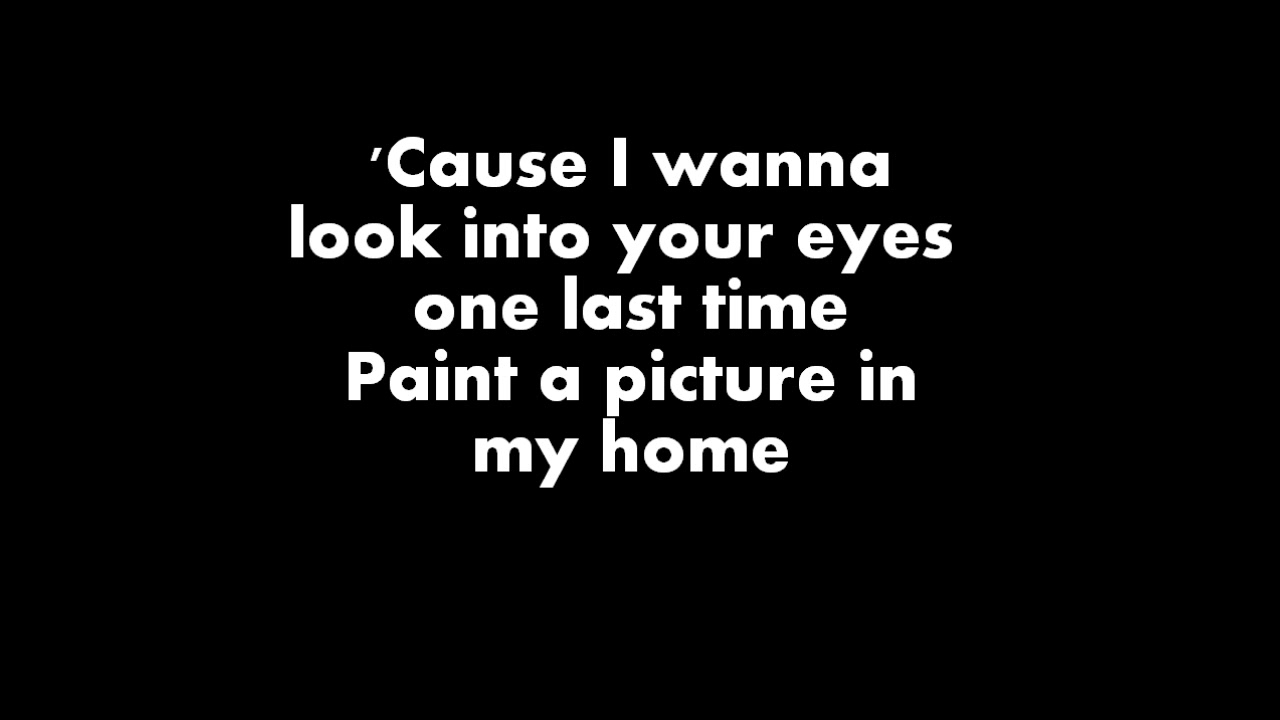 'Cause I wanna
look into your eyes
one last time
Paint a picture in
my home